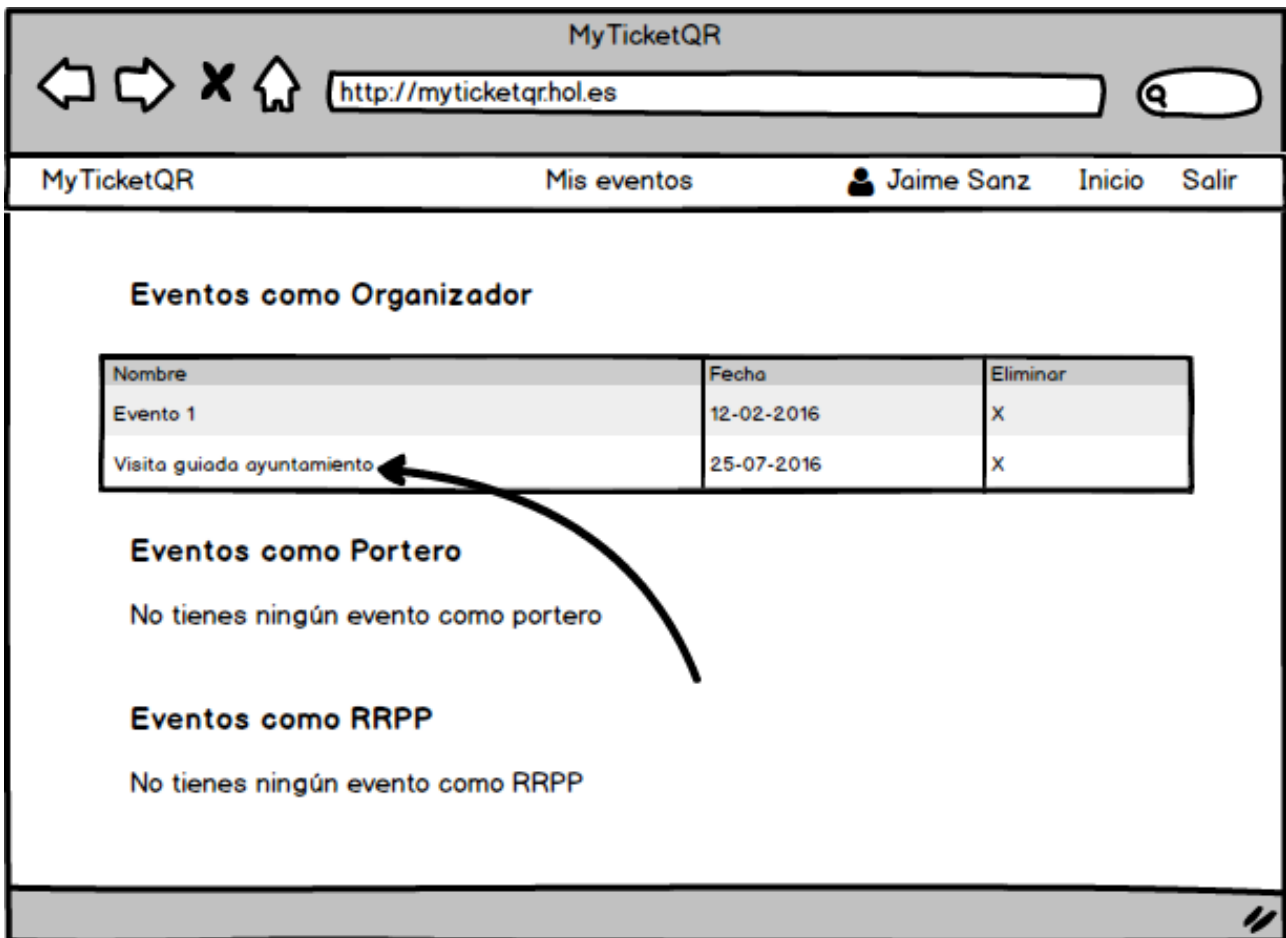 MyTicketQR
http://myticketqr.hol.es
MyTicketQR Mis eventos Jaime Sanz Inicio Salir
Eventos como Organizador
Nombre Fecha Eliminar
Evento 1 12-02-2016 X
Visita guiada ayuntamiento 25-07-2016 X
Eventos como Portero
No tienes ningún evento como portero
Eventos como RRPP
No tienes ningún evento como RRPP